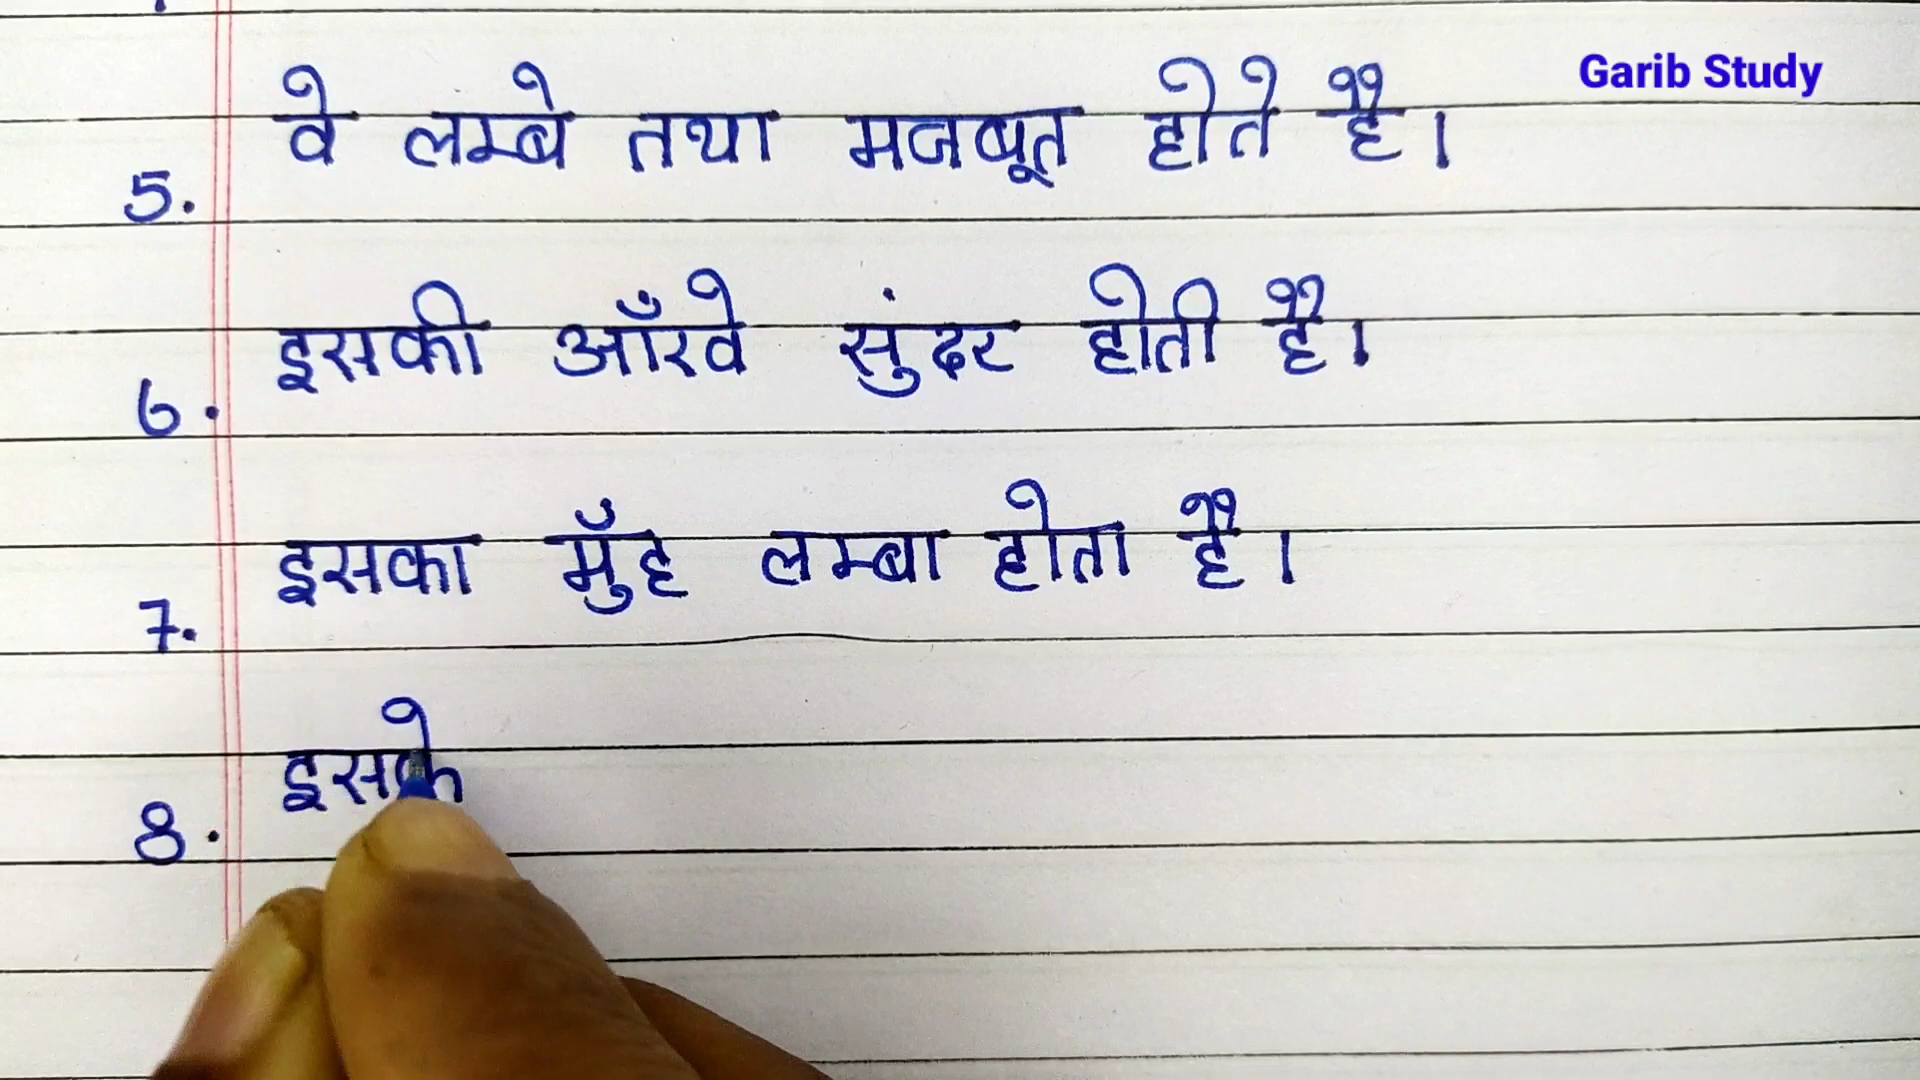 Garib Study
वे लम्बे तथा मजबूत होते है।
5.
इसकी आँखे सुंदर होती है।
6.
इसका मुँह लम्बा होता है।
7.
इसके
8.